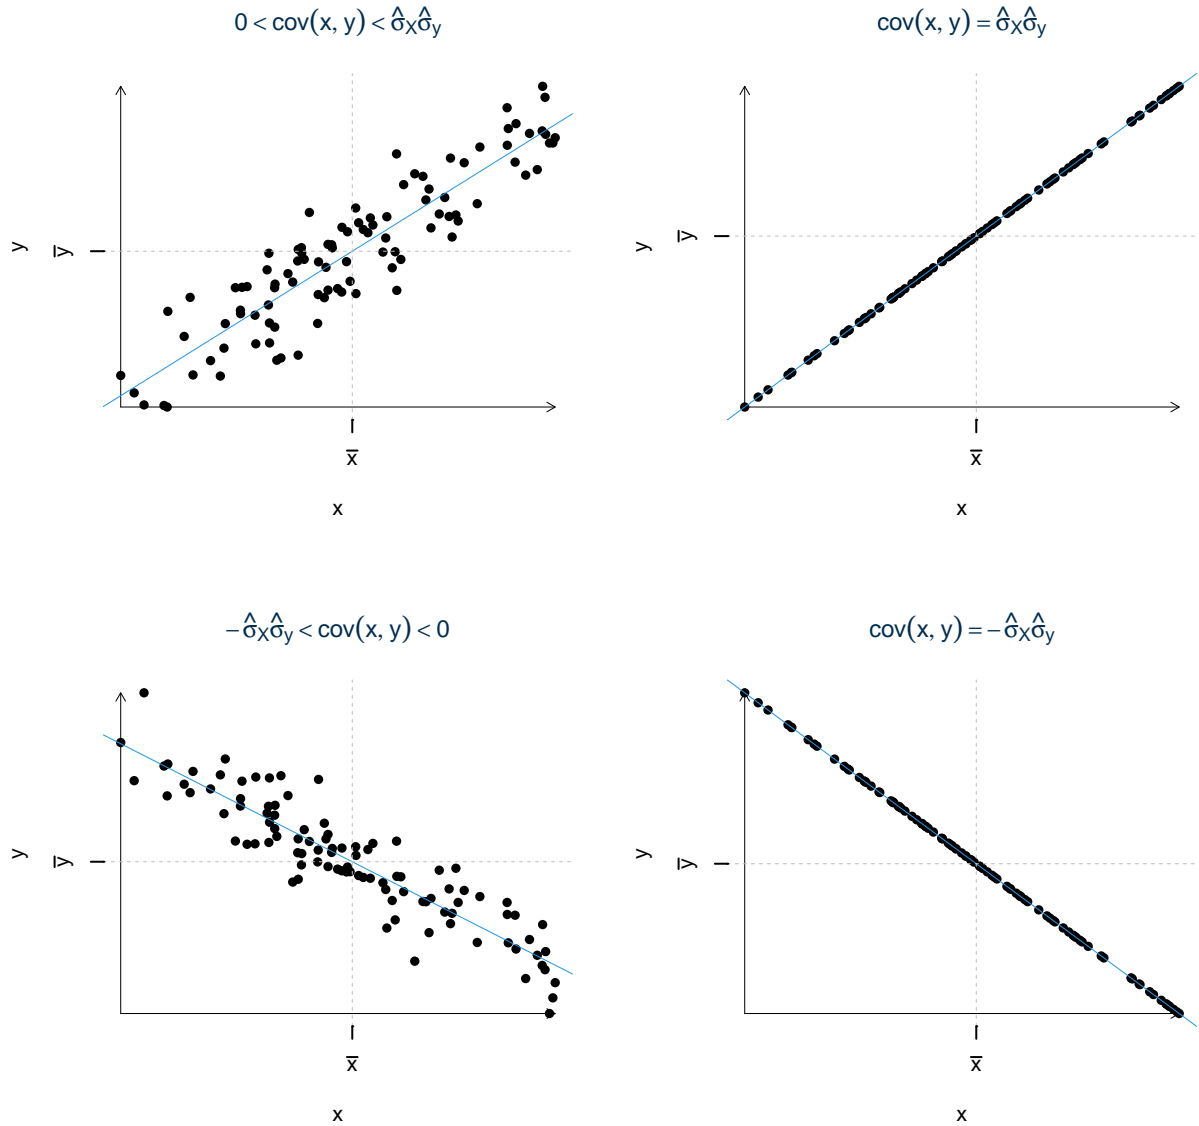 0 < cov(x, y) < σ̂Xσ̂y
y
y̅
x̅
x
cov(x, y) = σ̂Xσ̂y
y
y̅
x̅
x
−σ̂Xσ̂y < cov(x, y) < 0
y
y̅
x̅
x
cov(x, y) = −σ̂Xσ̂y
y
y̅
x̅
x